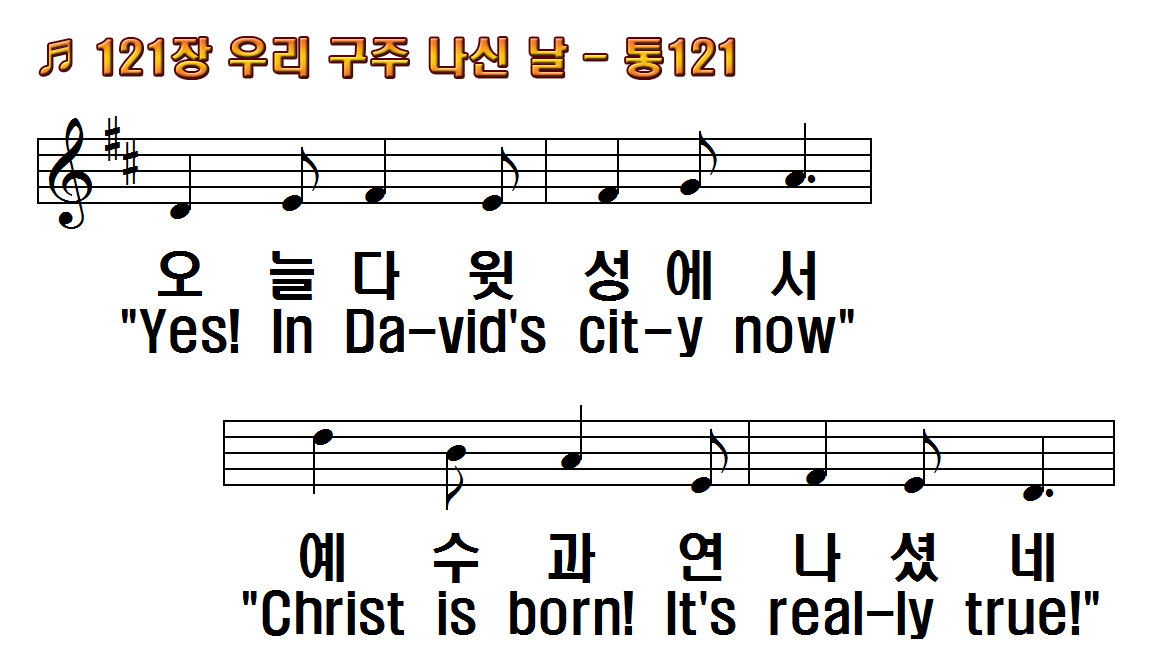 ♬ 121장 우리 구주 나신 날 - 통121
오 늘 다 윗 성 에 서
"Yes! In Da-vid's cit-y now"
예 수 과 연 나 셨 네
"Christ is born! It's real-ly true!"